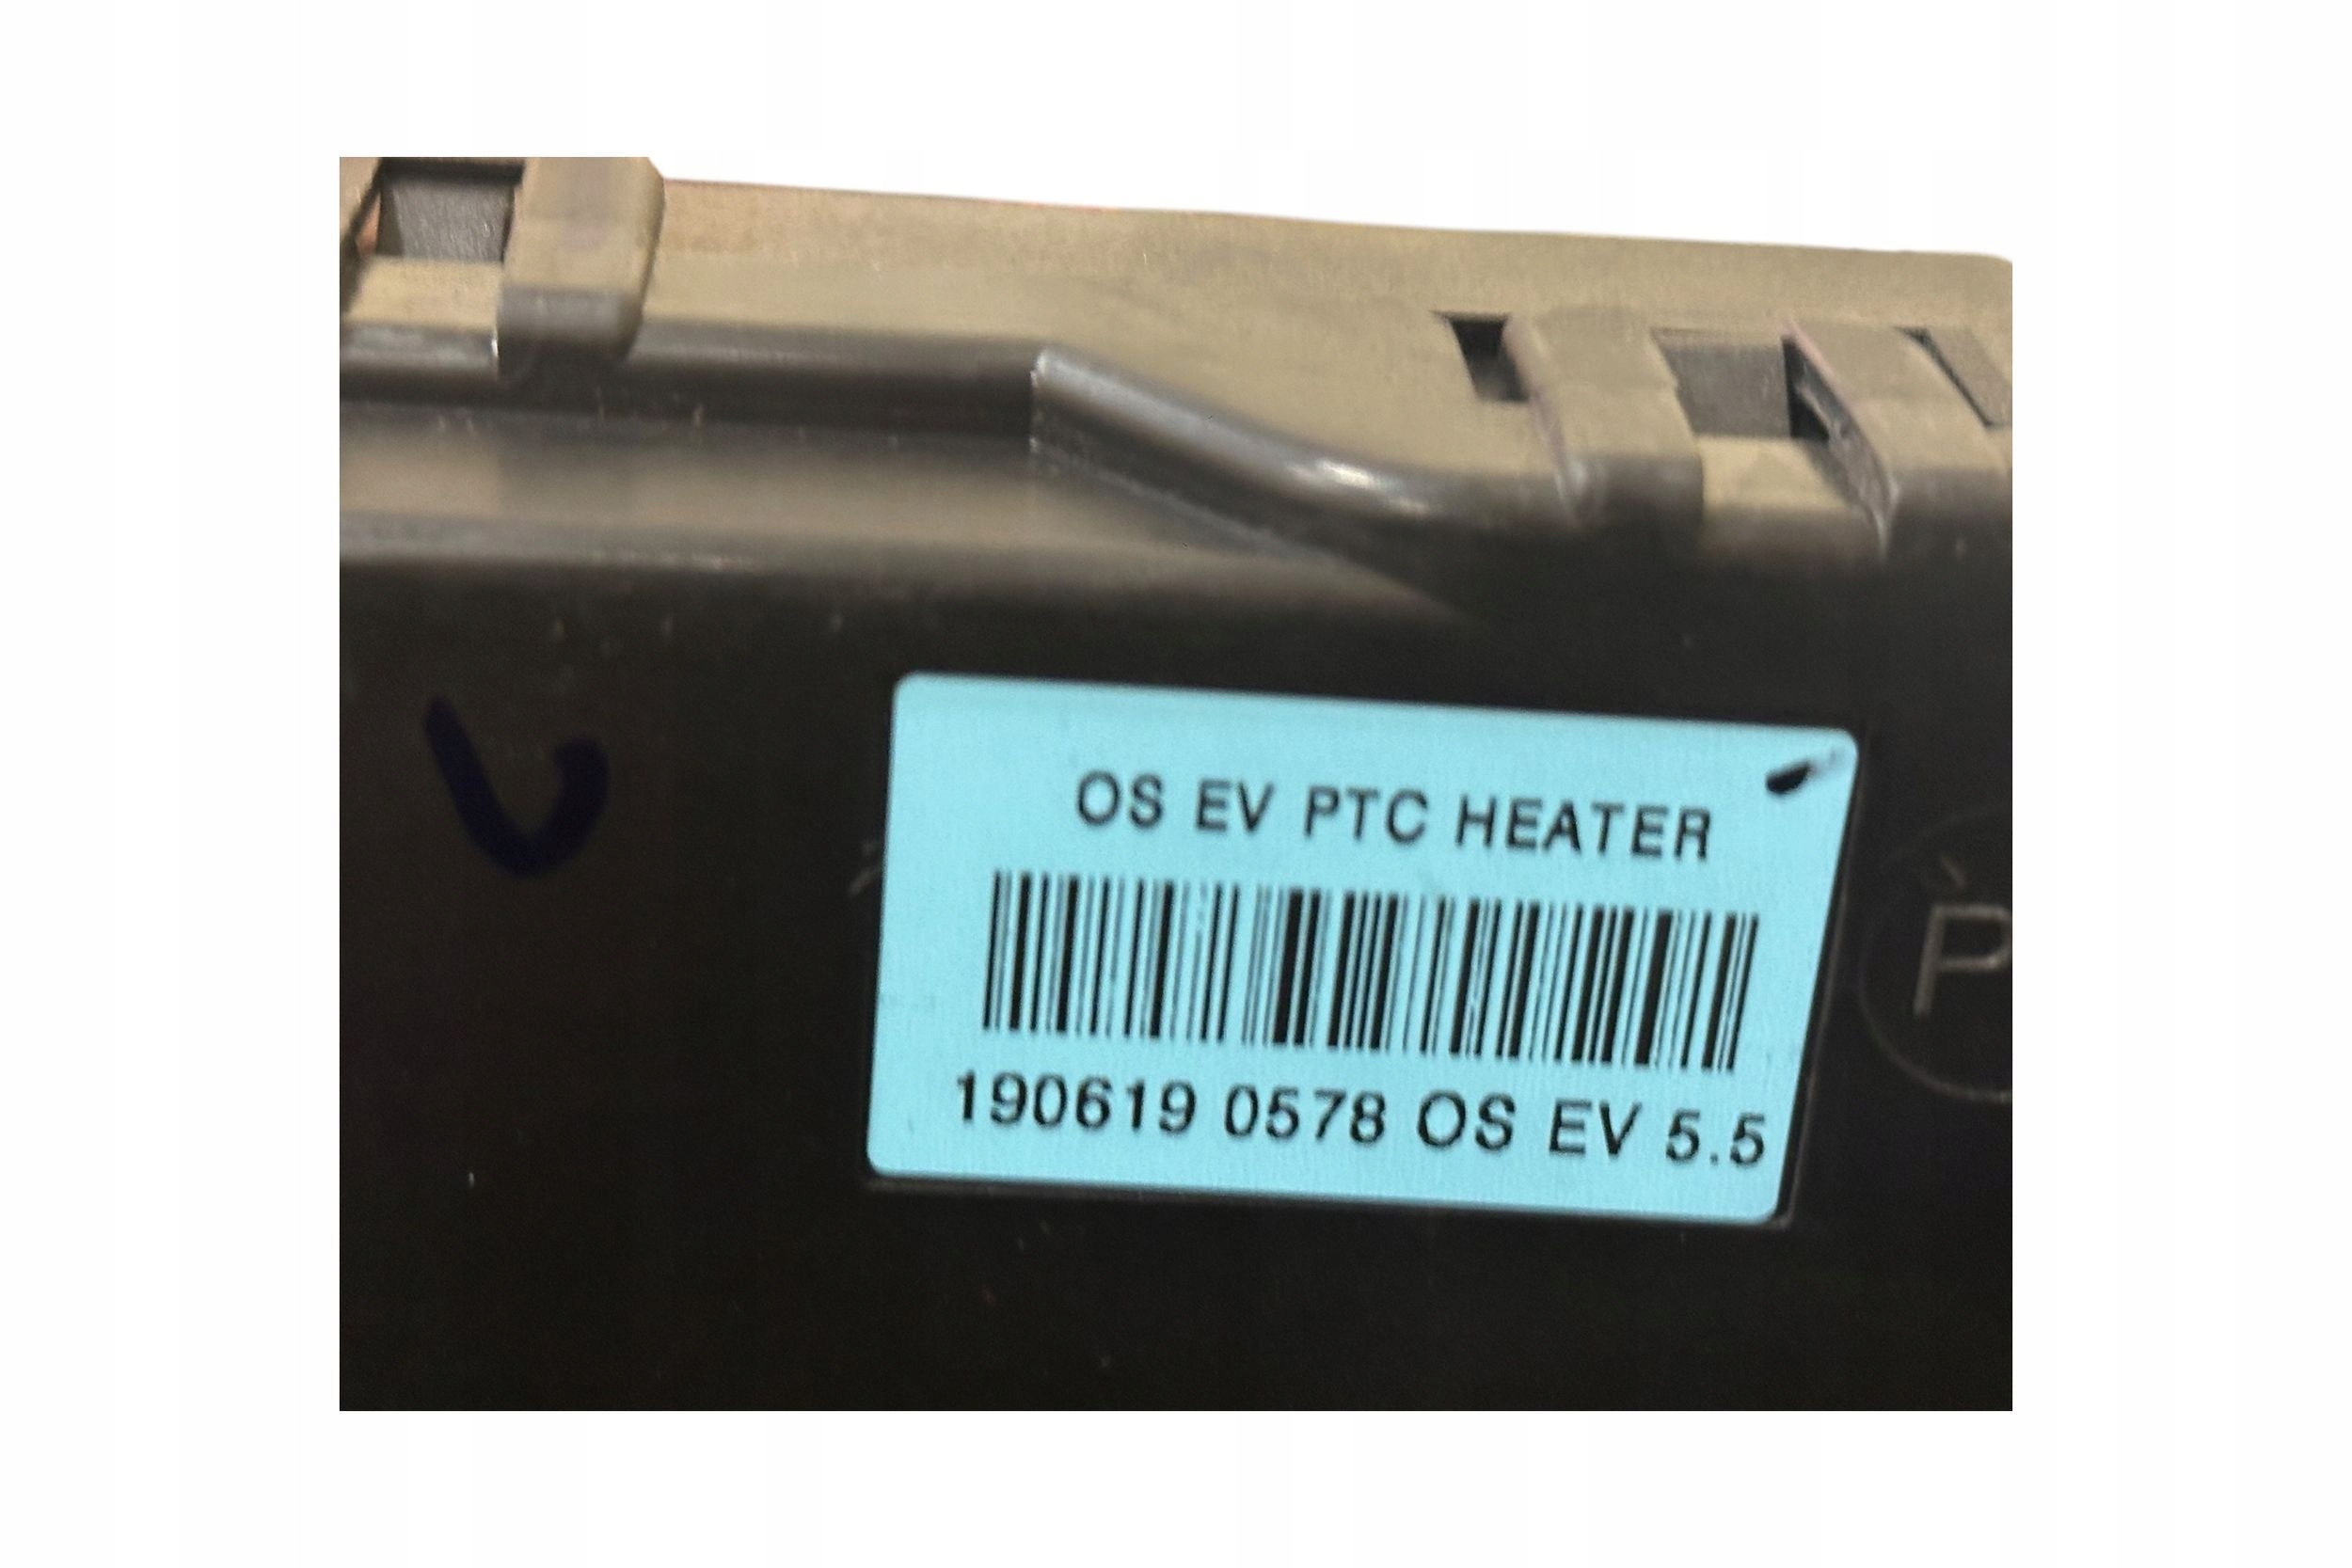 OS EV PTC HEATER
190619 0578 OS EV 5.5
P